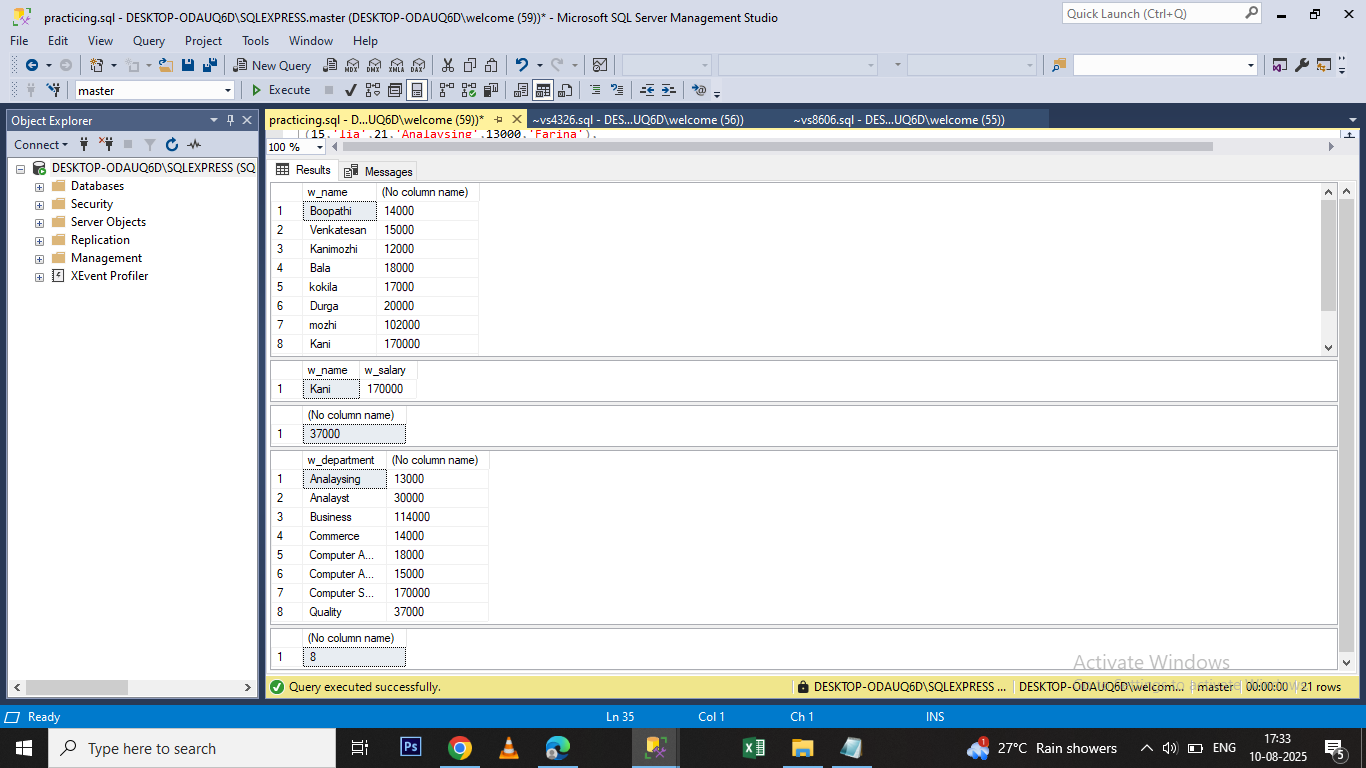 practicing.sql - DESKTOP-ODAUQ6D\SQLEXPRESS.master (DESKTOP-ODAUQ6D\welcome (59))* - Microsoft SQL Server Management Studio
Quick Launch (Ctrl+Q)
File Edit View Query Project Tools Window Help
New Query MDX DMX XMLA DAX
master Execute
Object Explorer
Connect
DESKTOP-ODAUQ6D\SQLEXPRESS (SQ
Databases
Security
Server Objects
Replication
Management
XEvent Profiler
practicing.sql - D...UQ6D\welcome (59))* ~vs4326.sql - DES...UQ6D\welcome (56)) ~vs8606.sql - DES...UQ6D\welcome (55))
(15,'Jia',21,'Analaysing',13000,'Farina'),
100 %
Results Messages
w_name (No column name)
1 Boopathi 14000
2 Venkatesan 15000
3 Kanimozhi 12000
4 Bala 18000
5 kokila 17000
6 Durga 20000
7 mozhi 102000
8 Kani 170000
w_name w_salary
1 Kani 170000
(No column name)
1 37000
w_department (No column name)
1 Analaysing 13000
2 Analayst 30000
3 Business 114000
4 Commerce 14000
5 Computer A...  18000
6 Computer A...  15000
7 Computer S...  170000
8 Quality 37000
(No column name)
1 8
Activate Windows
Go to Settings to activate Windows.
Query executed successfully. DESKTOP-ODAUQ6D\SQLEXPRESS ... DESKTOP-ODAUQ6D\welcom... master 00:00:00 21 rows
Ready Ln 35 Col 1 Ch 1 INS
Type here to search
Ps
1
27°C Rain showers
ENG
17:33
10-08-2025
5